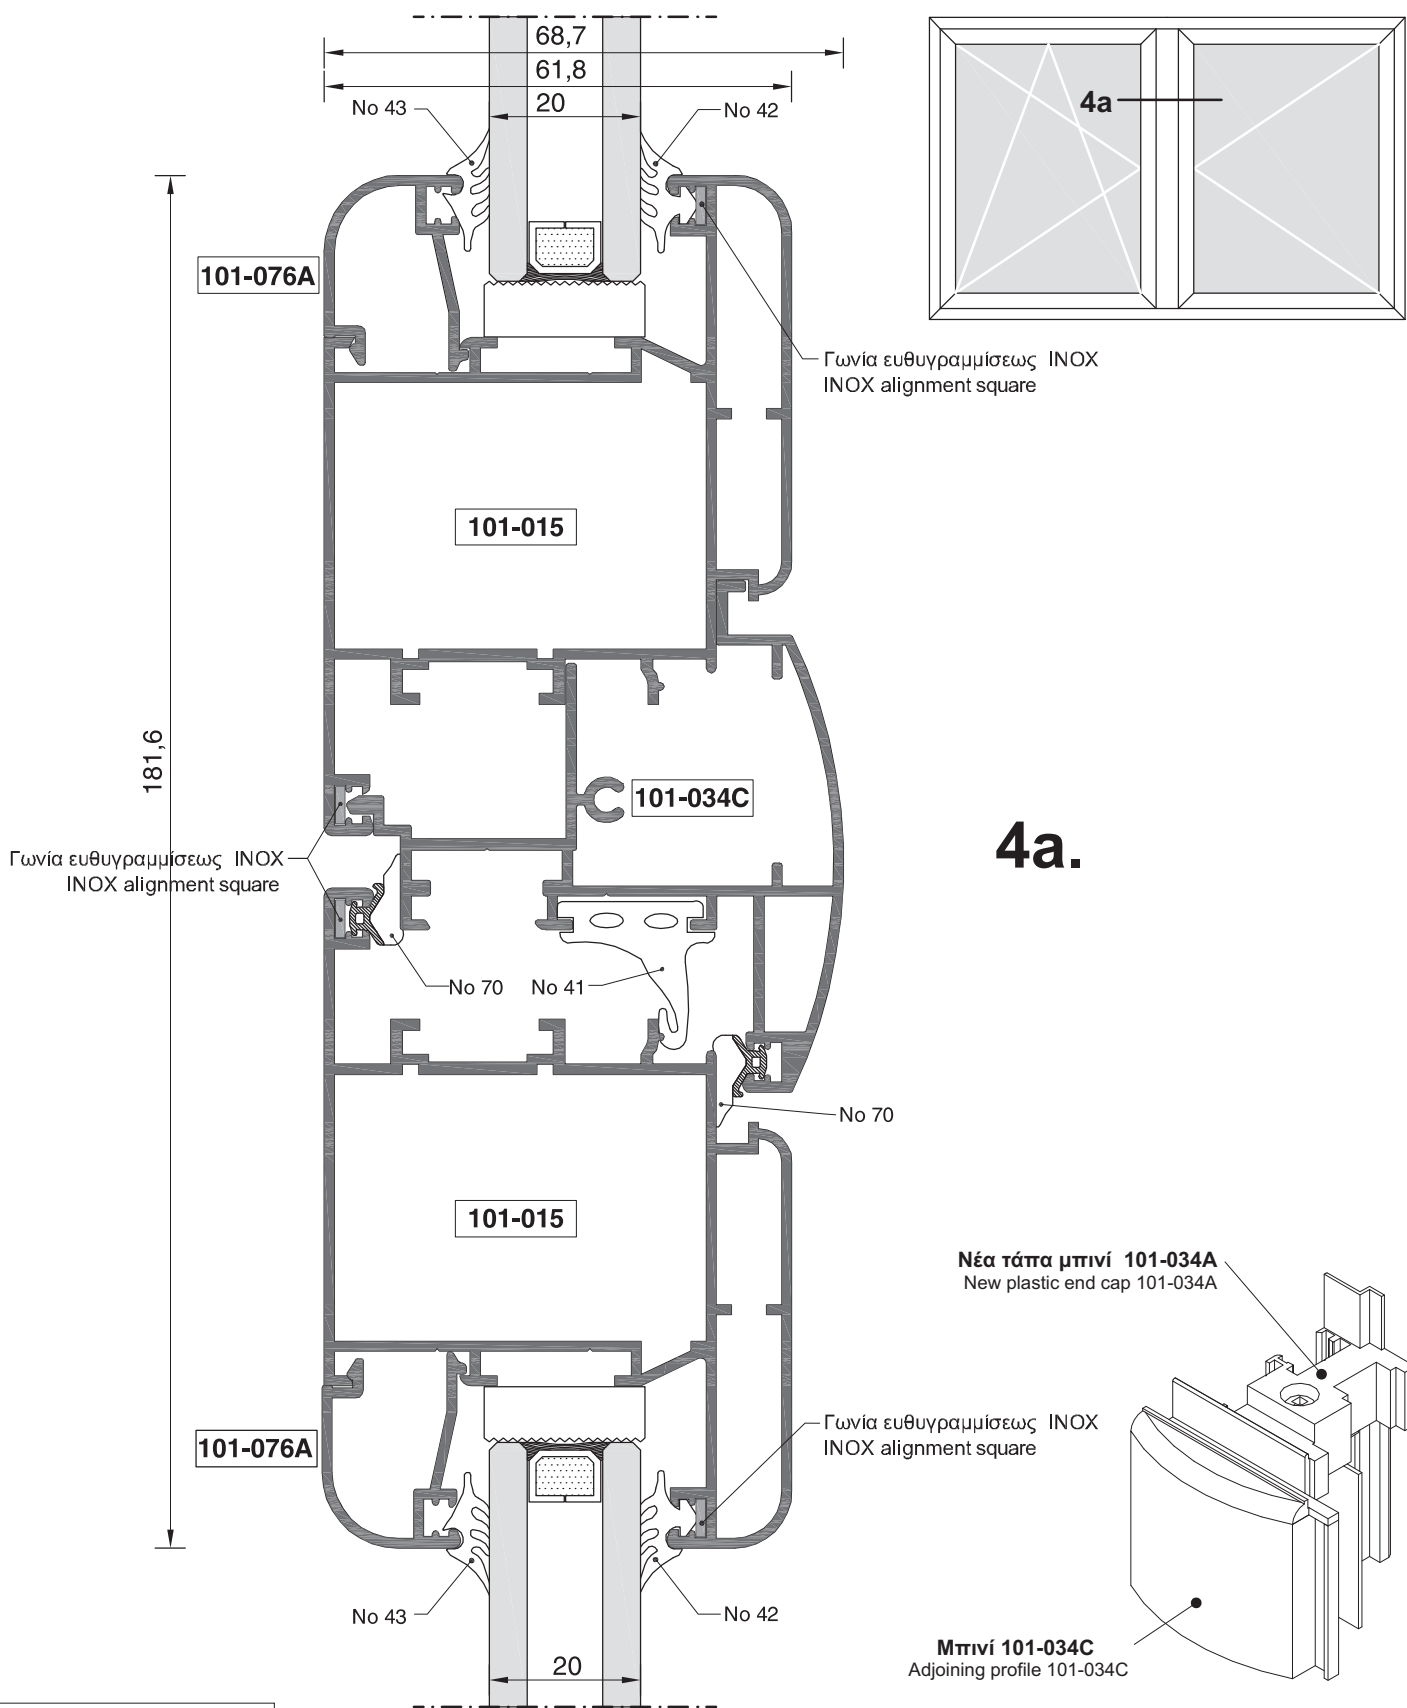 68,7
61,8
20
No 43
No 42
4a
101-076A
Γωνία ευθυγραμμίσεως INOX
INOX alignment square
101-015
181,6
101-034C
4a.
Γωνία ευθυγραμμίσεως INOX
INOX alignment square
No 70
No 41
No 70
101-015
Νέα τάπα μπινί 101-034A
New plastic end cap 101-034A
101-076A
Γωνία ευθυγραμμίσεως INOX
INOX alignment square
No 43
No 42
20
Μπινί 101-034C
Adjoining profile 101-034C